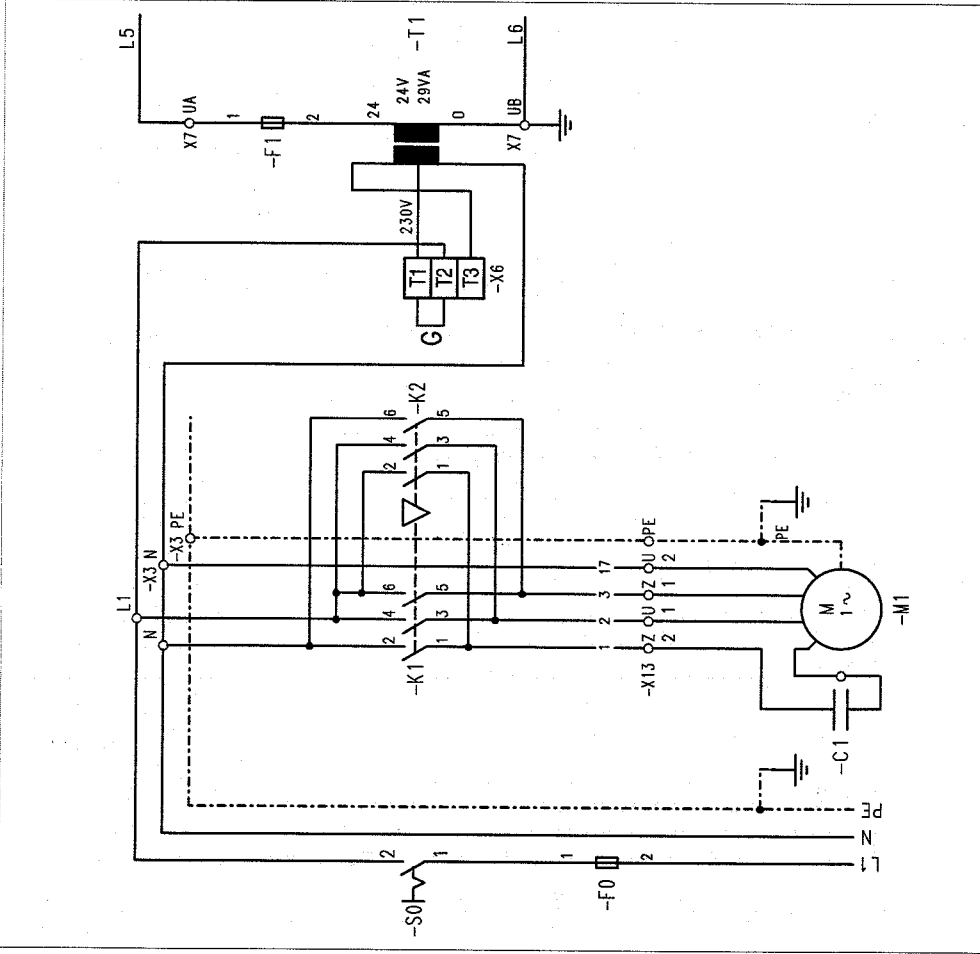 L5
X7
UA
1
-F1
2
24
24V
29VA
-T1
0
X7
UB
L6
230V
T1
T2
T3
-X6
G
L1
N
-X3 N
-X3 PE
2
4
6
1
3
5
-K1
2
4
6
1
3
5
-K2
1
2
3
17
-X13
Z
2
U
1
Z
1
U
2
PE
PE
M
1~
-M1
-C1
-S0
2
1
1
-F0
2
L1
N
PE